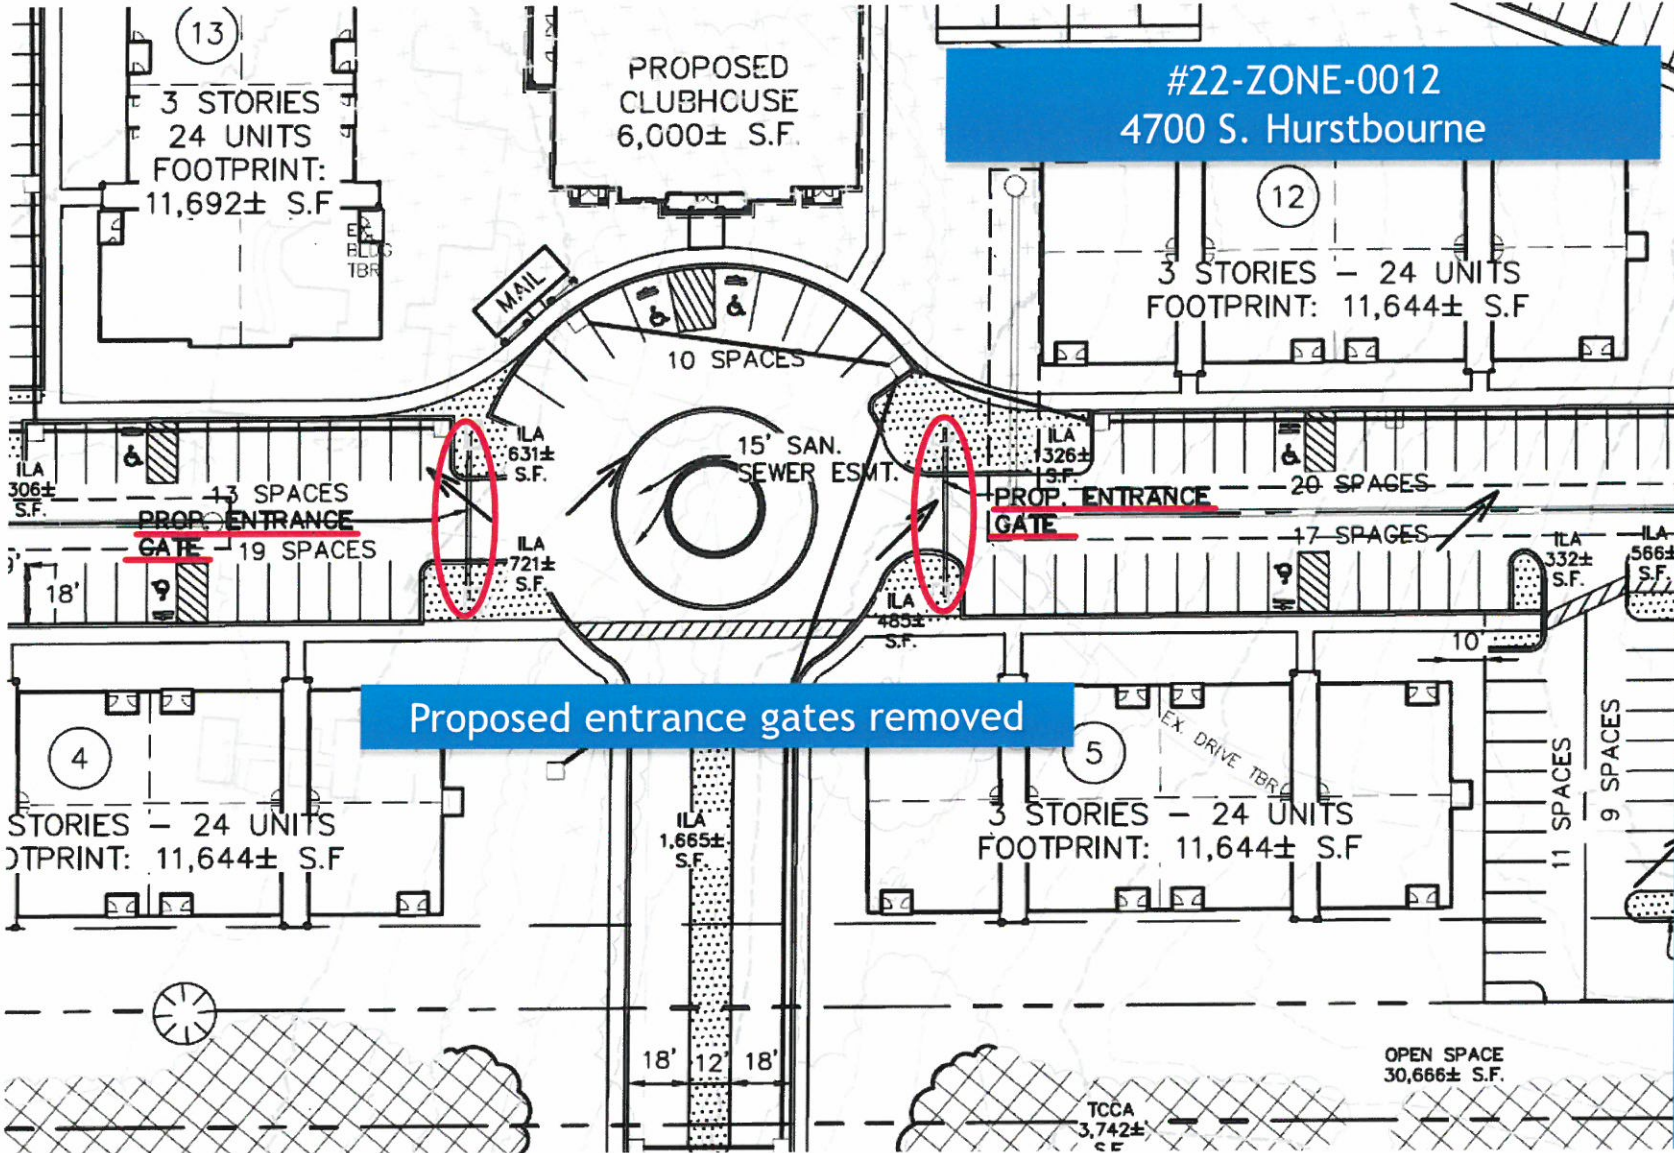 13
3 STORIES
24 UNITS
FOOTPRINT:
11,692± S.F
EX.
BLDG
TBR
PROPOSED
CLUBHOUSE
6,000± S.F.
#22-ZONE-0012
4700 S. Hurstbourne
12
3 STORIES – 24 UNITS
FOOTPRINT: 11,644± S.F
MAIL
10 SPACES
15' SAN.
SEWER ESMT.
ILA
306±
S.F.
13 SPACES
PROP. ENTRANCE
GATE
19 SPACES
9'
18'
ILA
631±
S.F.
ILA
721±
S.F.
ILA
1326±
S.F.
PROP. ENTRANCE
GATE
20 SPACES
17 SPACES
ILA
485±
S.F.
ILA
332±
S.F.
ILA
566±
S.F.
10'
Proposed entrance gates removed
4
STORIES – 24 UNITS
OTPRINT: 11,644± S.F
ILA
1,665±
S.F.
5
EX. DRIVE TBR
3 STORIES – 24 UNITS
FOOTPRINT: 11,644± S.F
11 SPACES
9 SPACES
18'
12'
18'
OPEN SPACE
30,666± S.F.
TCCA
3,742±
S.F.